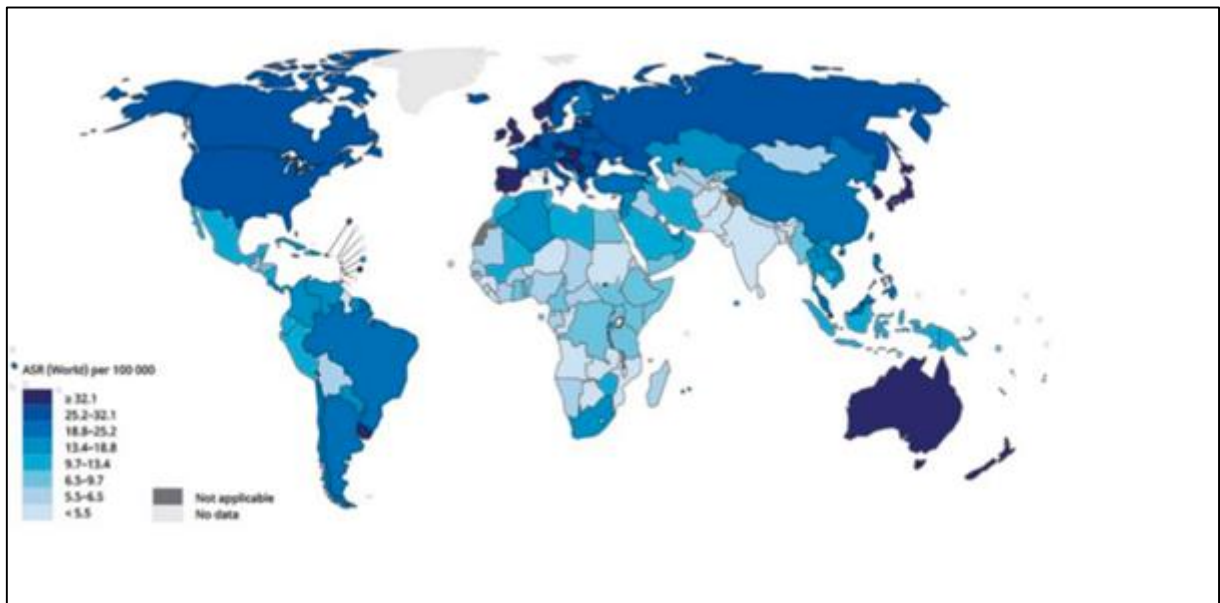 ASR (World) per 100 000
≥ 32.1
25.2–32.1
18.8–25.2
13.4–18.8
9.7–13.4
6.5–9.7
5.5–6.5
< 5.5
Not applicable
No data